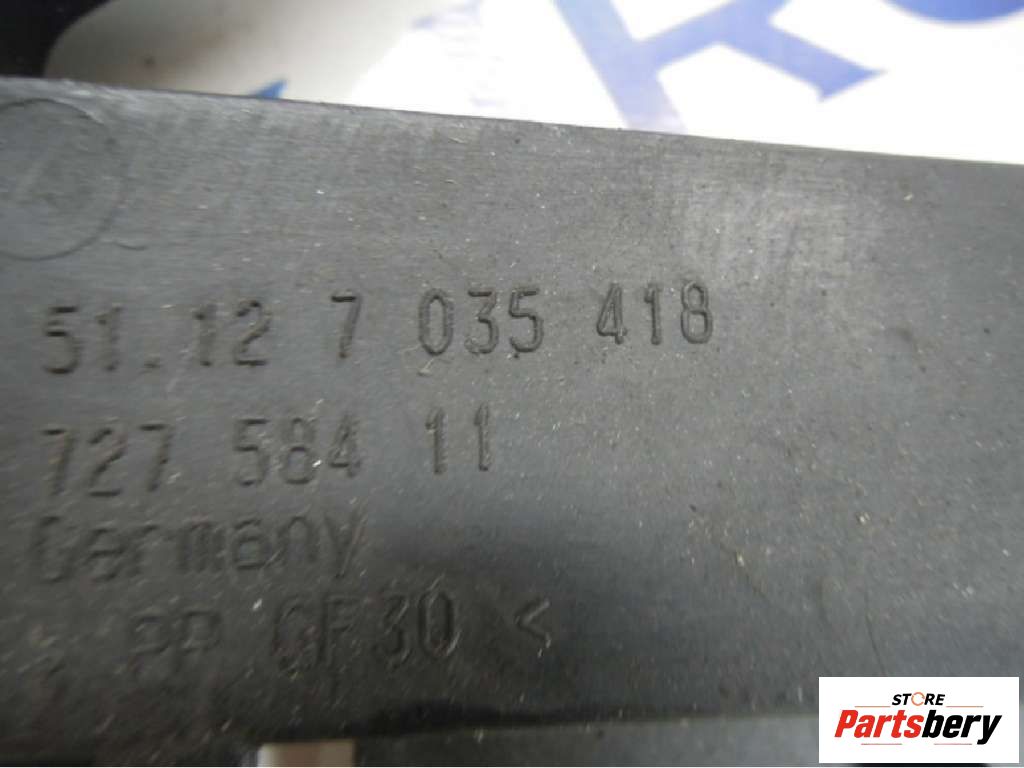 51.12 7 035 418
727 584 11
Germany
> PP GF30 <
STORE
Partsbery